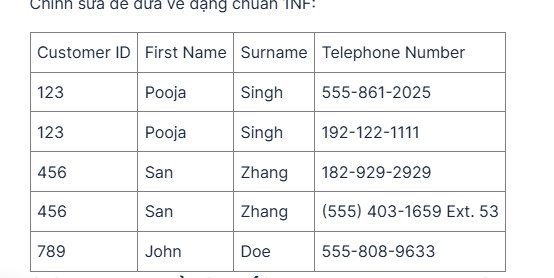 Chỉnh sửa để đưa về dạng chuẩn 1NF:
Customer ID First Name Surname Telephone Number
123 Pooja Singh 555-861-2025
123 Pooja Singh 192-122-1111
456 San Zhang 182-929-2929
456 San Zhang (555) 403-1659 Ext. 53
789 John Doe 555-808-9633